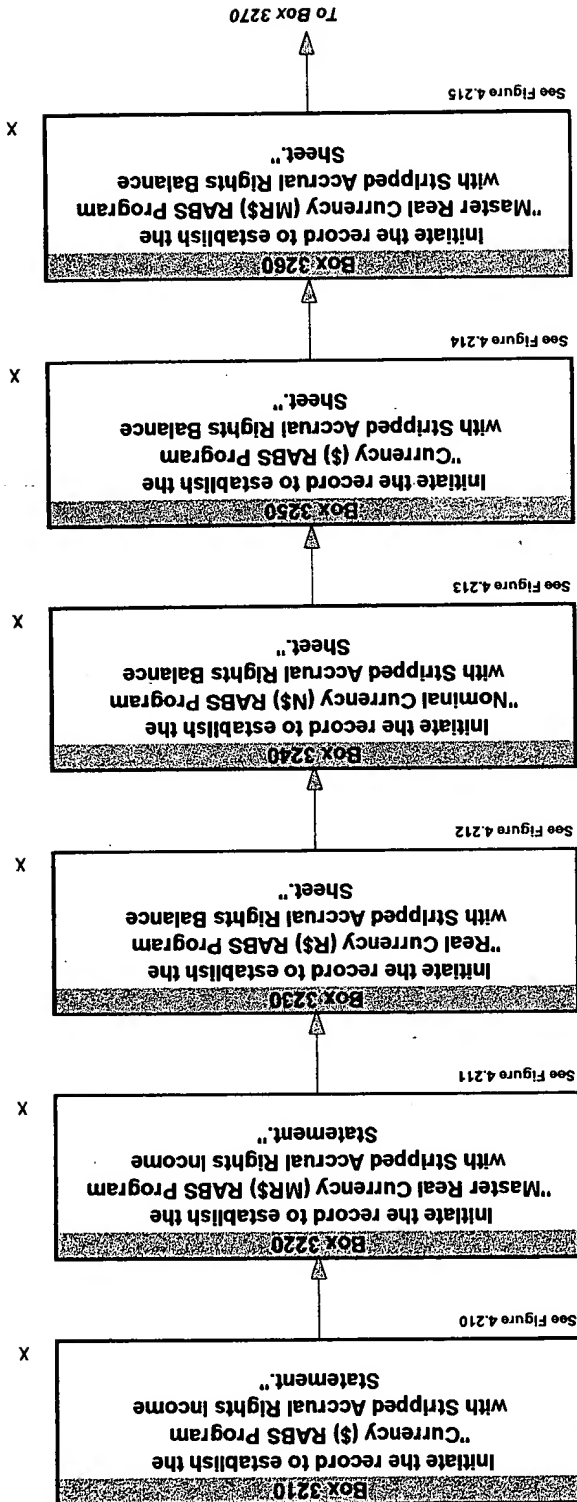 Box 3210
Initiate the record to establish the
"Currency ($) RABS Program
with Stripped Accrual Rights Income
Statement."
X
See Figure 4.210
Box 3220
Initiate the record to establish the
"Master Real Currency (MR$) RABS Program
with Stripped Accrual Rights Income
Statement."
X
See Figure 4.211
Box 3230
Initiate the record to establish the
"Real Currency (R$) RABS Program
with Stripped Accrual Rights Balance
Sheet."
X
See Figure 4.212
Box 3240
Initiate the record to establish the
"Nominal Currency (N$) RABS Program
with Stripped Accrual Rights Balance
Sheet."
X
See Figure 4.213
Box 3250
Initiate the record to establish the
"Currency ($) RABS Program
with Stripped Accrual Rights Balance
Sheet."
X
See Figure 4.214
Box 3260
Initiate the record to establish the
"Master Real Currency (MR$) RABS Program
with Stripped Accrual Rights Balance
Sheet."
X
See Figure 4.215
To Box 3270